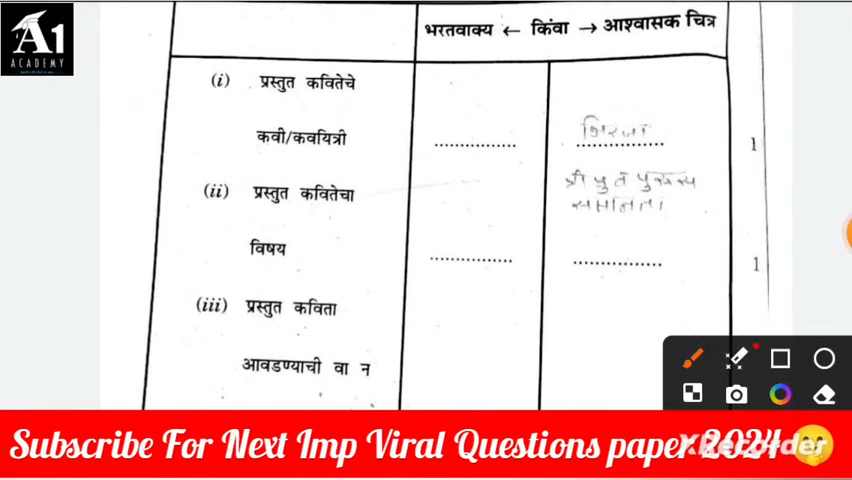 A1
ACADEMY
भरतवाक्य ← किंवा → आश्वासक चित्र
(i) प्रस्तुत कवितेचे
कवी/कवयित्री .................. .................. 1
(ii) प्रस्तुत कवितेचा
विषय .................. .................. 1
(iii) प्रस्तुत कविता
आवडण्याची वा न
Subscribe For Next Imp Viral Questions paper 2024
XRecorder